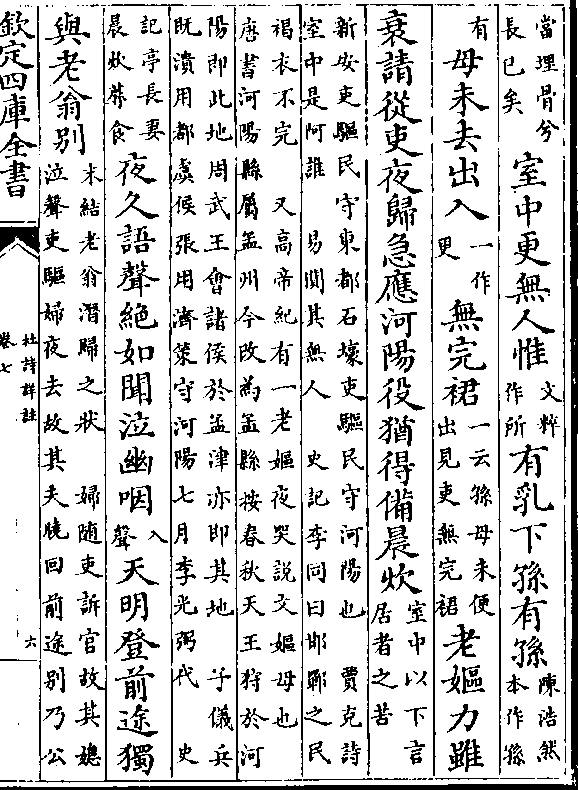 當埋骨兮
長已矣
室中更無人惟
文粹
作所
有乳下孫有孫
陳浩然
本作孫
有
母未去出入
一作
更
無完裙
一云孫母未便
出見吏無完裙
老嫗力雖
衰請從吏夜歸急應河陽役猶得備晨炊
室中以下言
居者之苦
新安吏驅民守東都石壕吏驅民守河陽也 賈克詩
室中是阿誰 易闃其無人 史記李同曰邯鄲之民
褐衣不完 又高帝紀有一老嫗夜哭説文嫗母也
唐書河陽縣屬孟州今改為孟縣按春秋天王狩於河
陽即此地周武王會諸侯於孟津亦即其地 子儀兵
既潰用都虞候張用濟策守河陽七月李光弼代 史
記亭長妻
晨炊蓐食
夜久語聲絶如聞泣幽咽
入
聲
天明登前途獨
與老翁别
末結老翁潛歸之狀 婦隨吏訴官故其媳
泣聲吏驅婦夜去故其夫曉回前途别乃公
欽定四庫全書
杜詩詳註
卷七
六